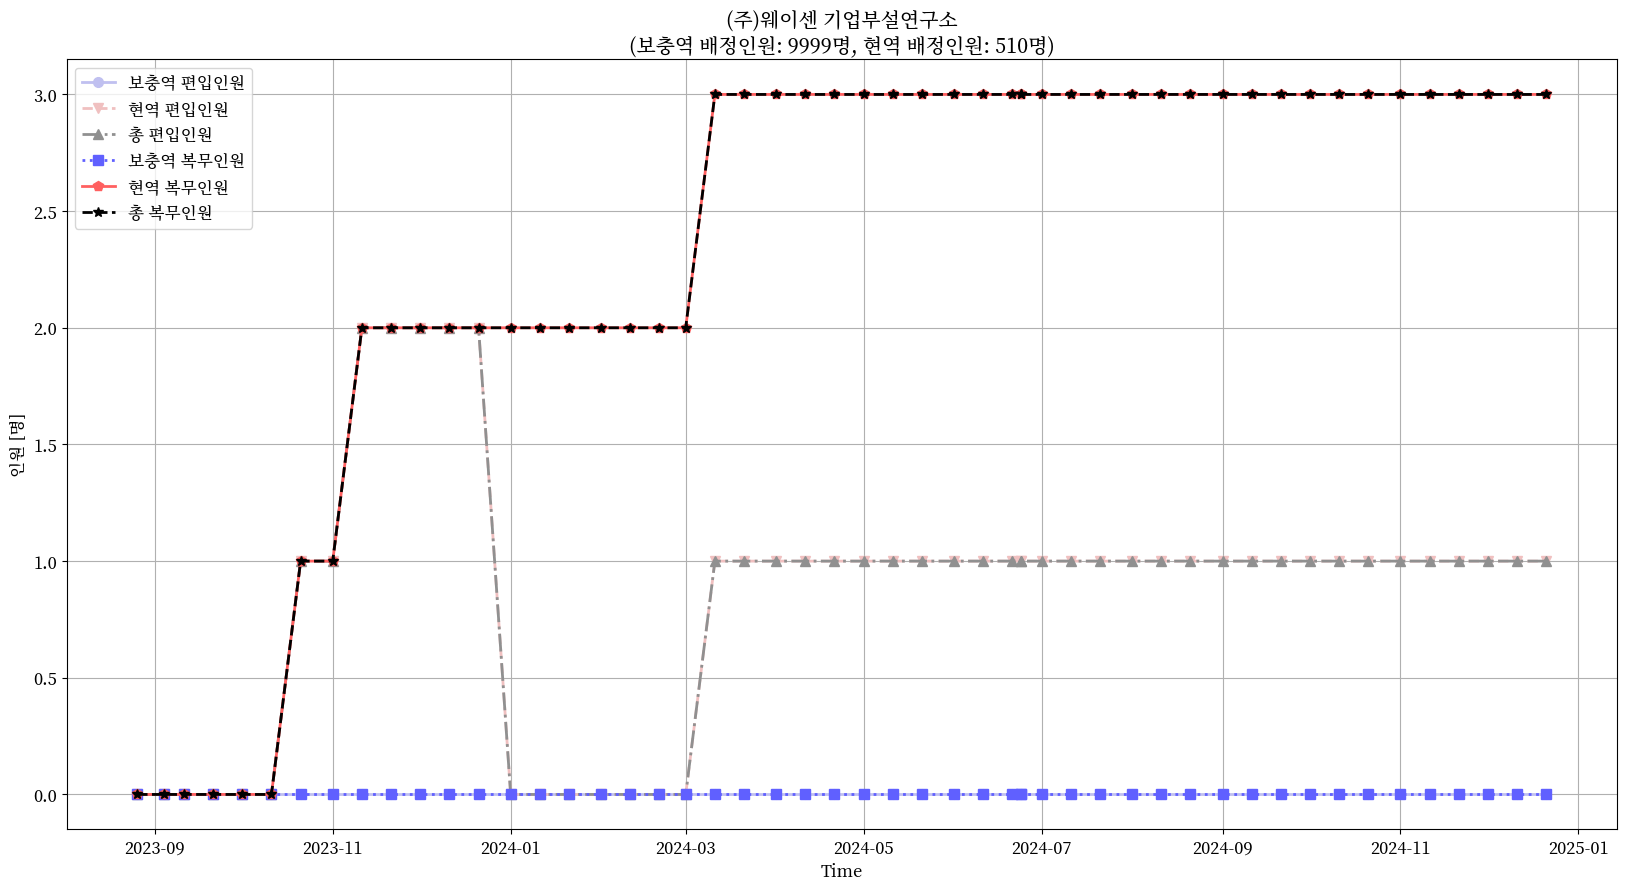 (주)웨이센 기업부설연구소
(보충역 배정인원: 9999명, 현역 배정인원: 510명)
보충역 편입인원
현역 편입인원
총 편입인원
보충역 복무인원
현역 복무인원
총 복무인원
3.0
2.5
2.0
1.5
1.0
0.5
0.0
인원 [명]
2023-09
2023-11
2024-01
2024-03
2024-05
2024-07
2024-09
2024-11
2025-01
Time